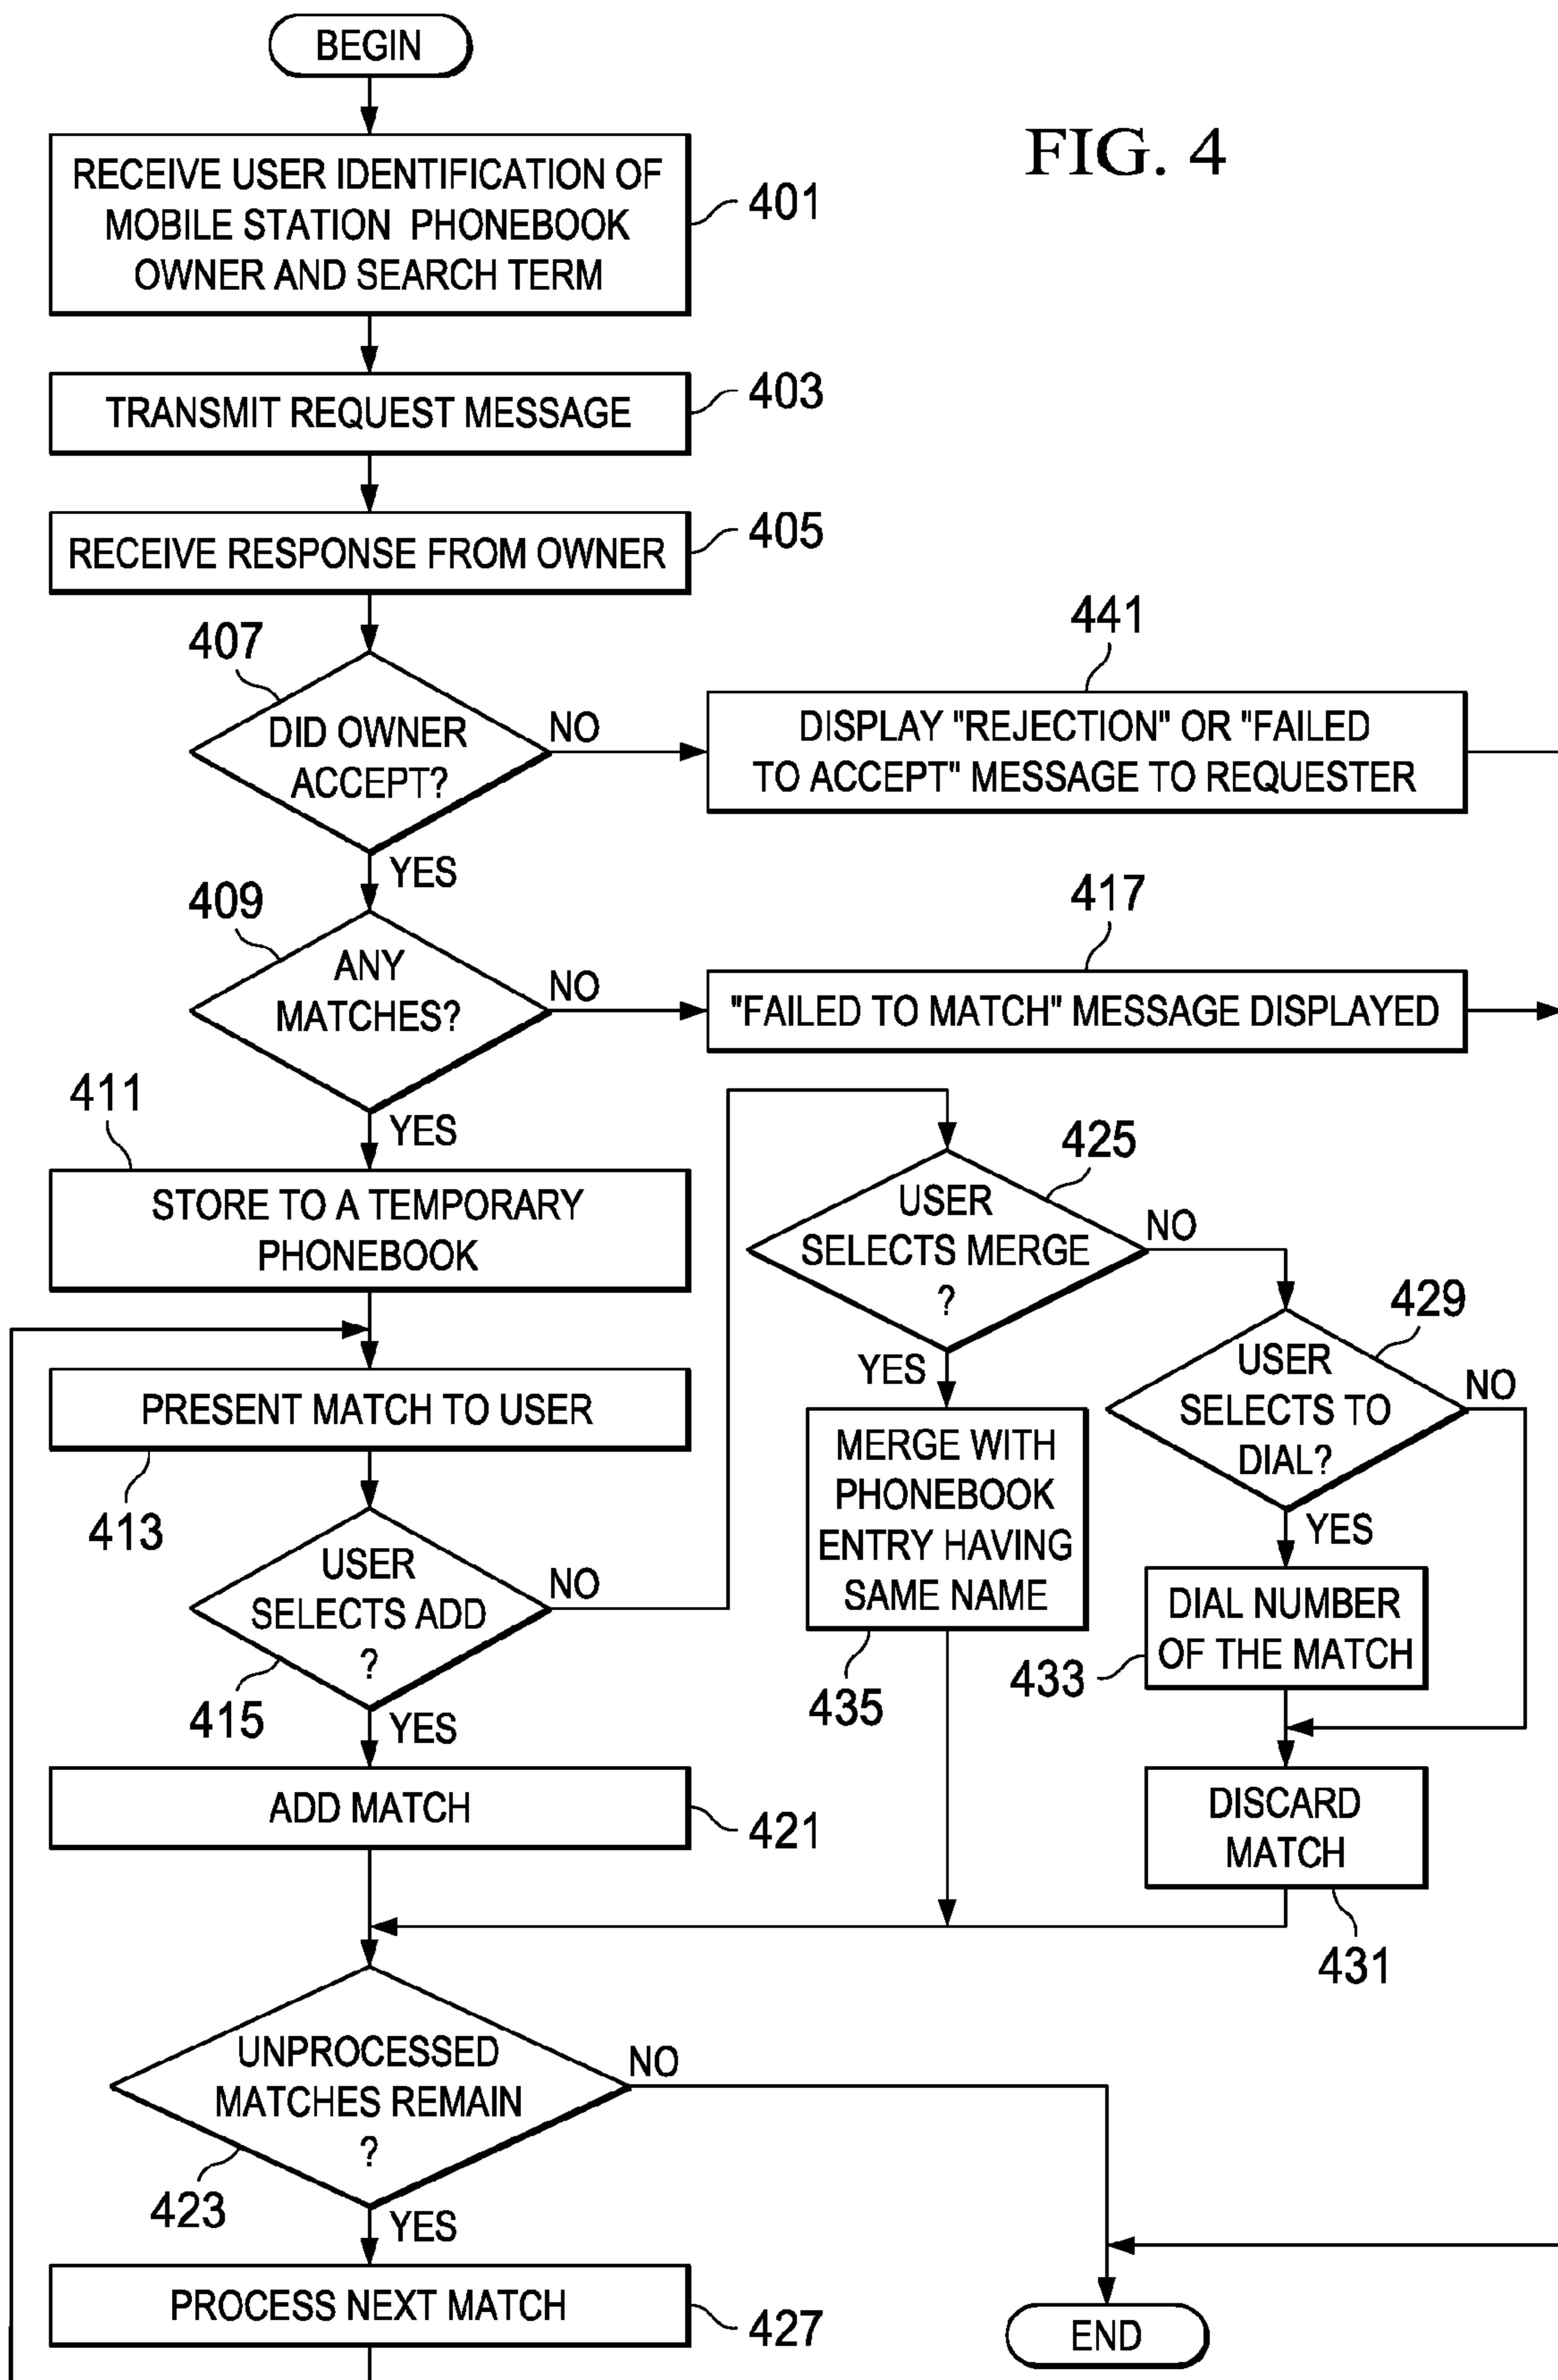 BEGIN
FIG. 4
RECEIVE USER IDENTIFICATION OF
MOBILE STATION PHONEBOOK
OWNER AND SEARCH TERM
401
TRANSMIT REQUEST MESSAGE
403
RECEIVE RESPONSE FROM OWNER
405
407
DID OWNER
ACCEPT?
NO
YES
441
DISPLAY "REJECTION" OR "FAILED
TO ACCEPT" MESSAGE TO REQUESTER
409
ANY
MATCHES?
NO
YES
417
"FAILED TO MATCH" MESSAGE DISPLAYED
411
STORE TO A TEMPORARY
PHONEBOOK
PRESENT MATCH TO USER
413
USER
SELECTS ADD
?
NO
415
YES
425
USER
SELECTS MERGE
?
NO
YES
429
USER
SELECTS TO
DIAL?
NO
YES
MERGE WITH
PHONEBOOK
ENTRY HAVING
SAME NAME
435
DIAL NUMBER
OF THE MATCH
433
ADD MATCH
421
DISCARD
MATCH
431
UNPROCESSED
MATCHES REMAIN
?
NO
423
YES
PROCESS NEXT MATCH
427
END